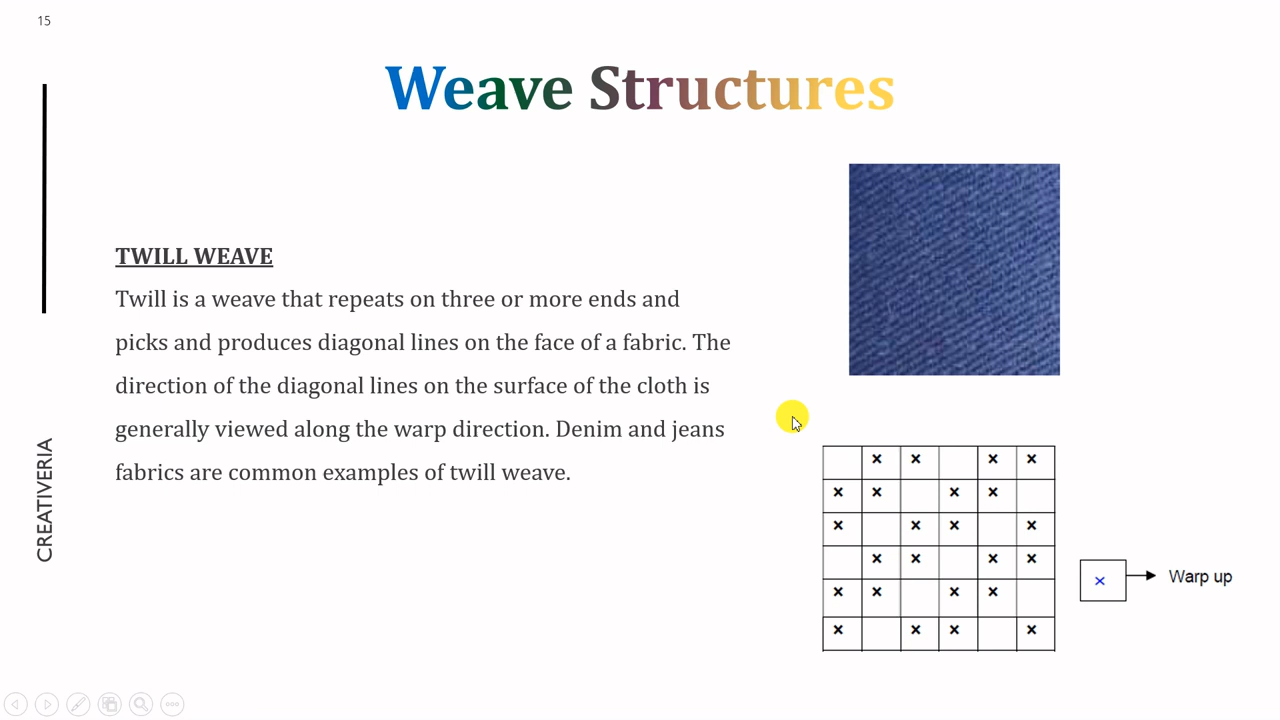 15
Weave Structures
TWILL WEAVE
Twill is a weave that repeats on three or more ends and
picks and produces diagonal lines on the face of a fabric. The
direction of the diagonal lines on the surface of the cloth is
generally viewed along the warp direction. Denim and jeans
fabrics are common examples of twill weave.
CREATIVERIA
× × × ×
× × × ×
× × × ×
× × × ×
× × × ×
× × × ×
× Warp up